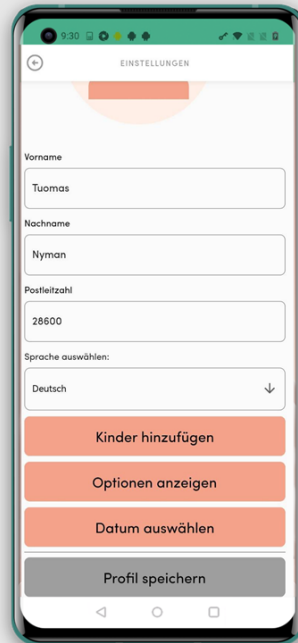 9:30
EINSTELLUNGEN
Vorname
Tuomas
Nachname
Nyman
Postleitzahl
28600
Sprache auswählen:
Deutsch
Kinder hinzufügen
Optionen anzeigen
Datum auswählen
Profil speichern